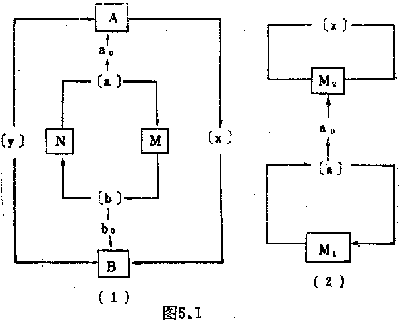 A
a₀
{a}
{y}
N
M
{x}
{b}
b₀
B
(1)
{x}
M₂
a₀
{a}
M₁
(2)
图5.1